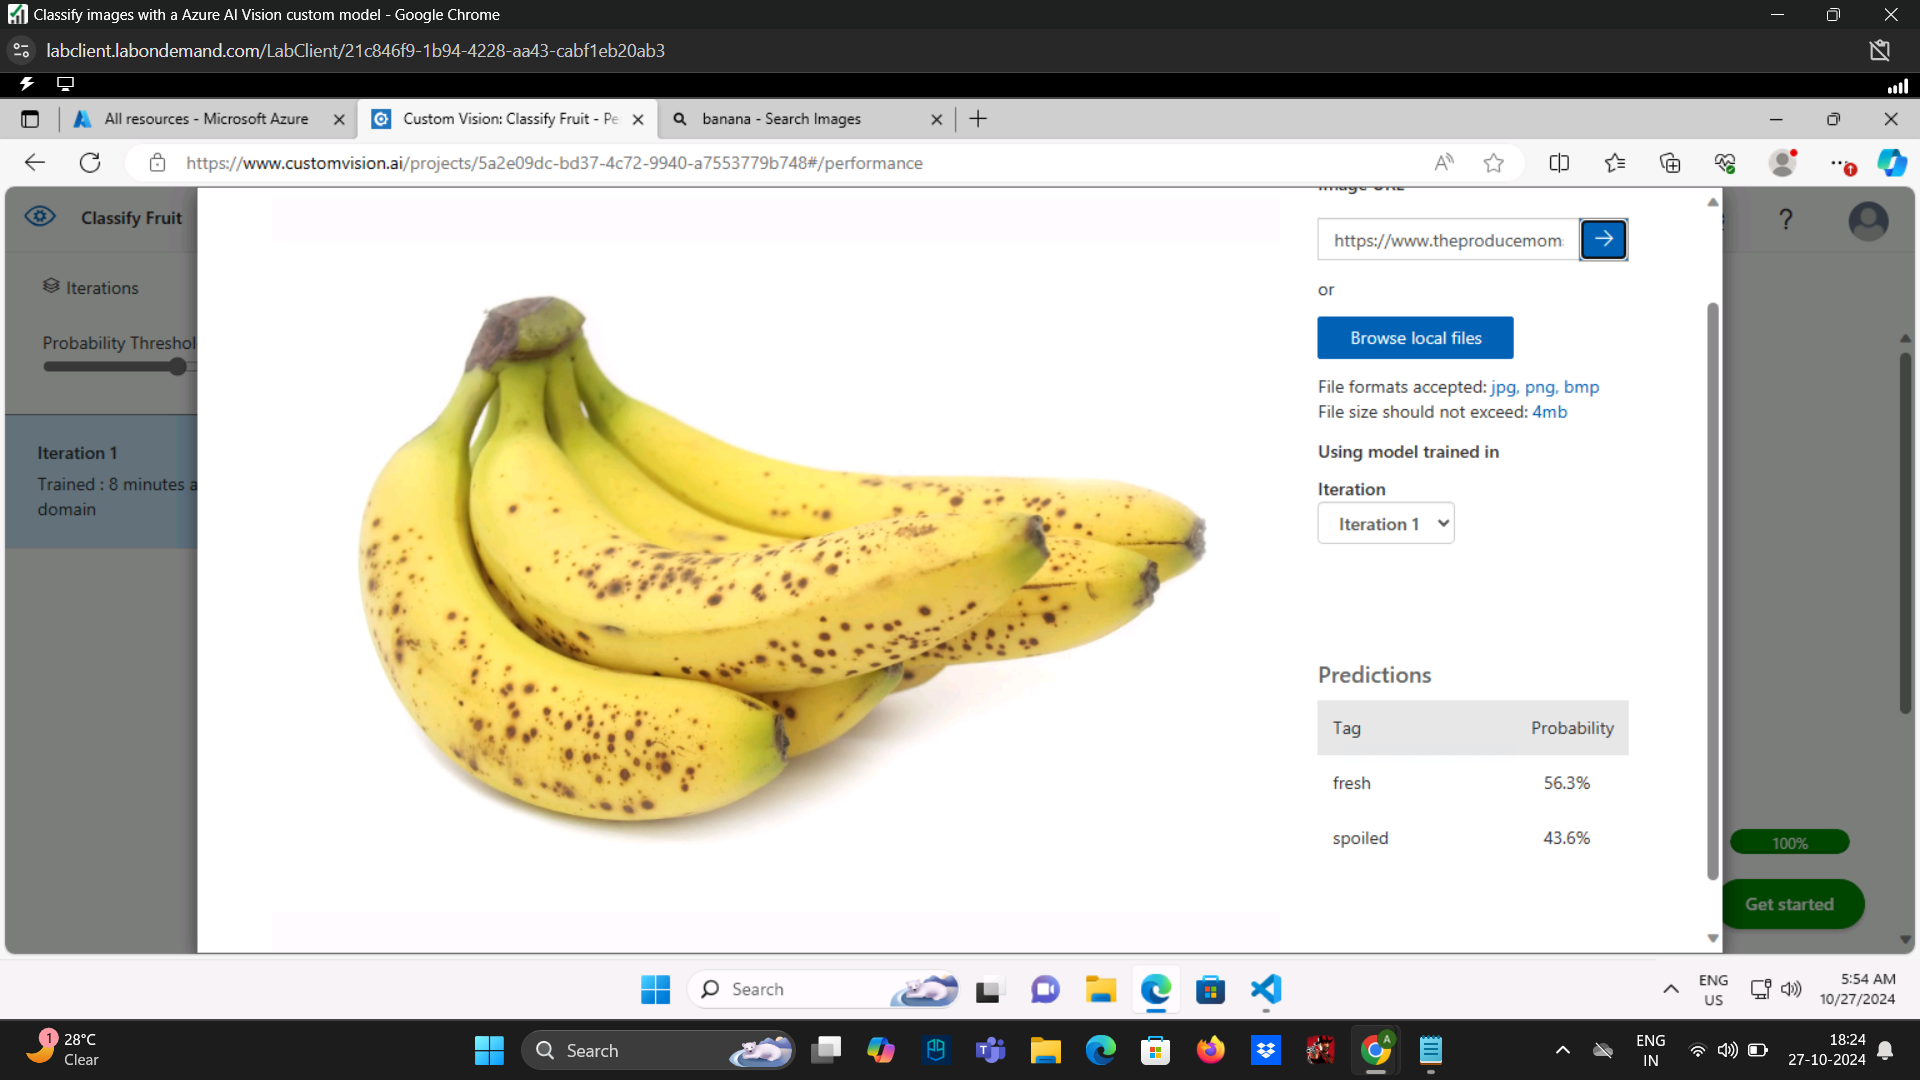 Classify images with a Azure AI Vision custom model - Google Chrome
labclient.labondemand.com/LabClient/21c846f9-1b94-4228-aa43-cabf1eb20ab3
All resources - Microsoft Azure
Custom Vision: Classify Fruit - Pe
banana - Search Images
https://www.customvision.ai/projects/5a2e09dc-bd37-4c72-9940-a7553779b748#/performance
Classify Fruit
?
https://www.theproducemom
Iterations
or
Probability Threshol
Browse local files
File formats accepted: jpg, png, bmp
File size should not exceed: 4mb
Iteration 1
Trained : 8 minutes a
domain
Using model trained in
Iteration
Iteration 1
Predictions
Tag Probability
fresh 56.3%
spoiled 43.6%
100%
Get started
Search
ENG
US
5:54 AM
10/27/2024
1
28°C
Clear
Search
A
ENG
IN
18:24
27-10-2024